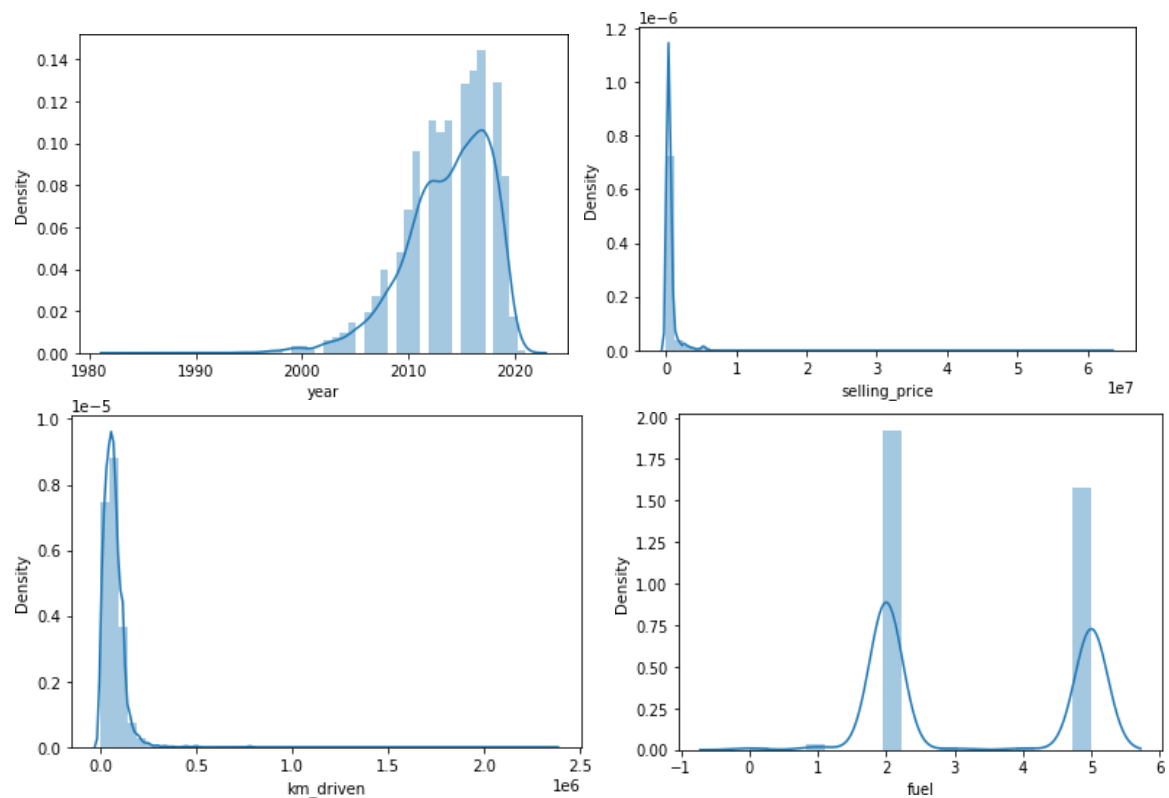 0.14
0.12
0.10
0.08
0.06
0.04
0.02
0.00
Density
1980 1990 2000 2010 2020
year
1e−6
1.2
1.0
0.8
0.6
0.4
0.2
0.0
Density
0 1 2 3 4 5 6
1e7
selling_price
1e−5
1.0
0.8
0.6
0.4
0.2
0.0
Density
0.0 0.5 1.0 1.5 2.0 2.5
1e6
km_driven
2.00
1.75
1.50
1.25
1.00
0.75
0.50
0.25
0.00
Density
−1 0 1 2 3 4 5 6
fuel